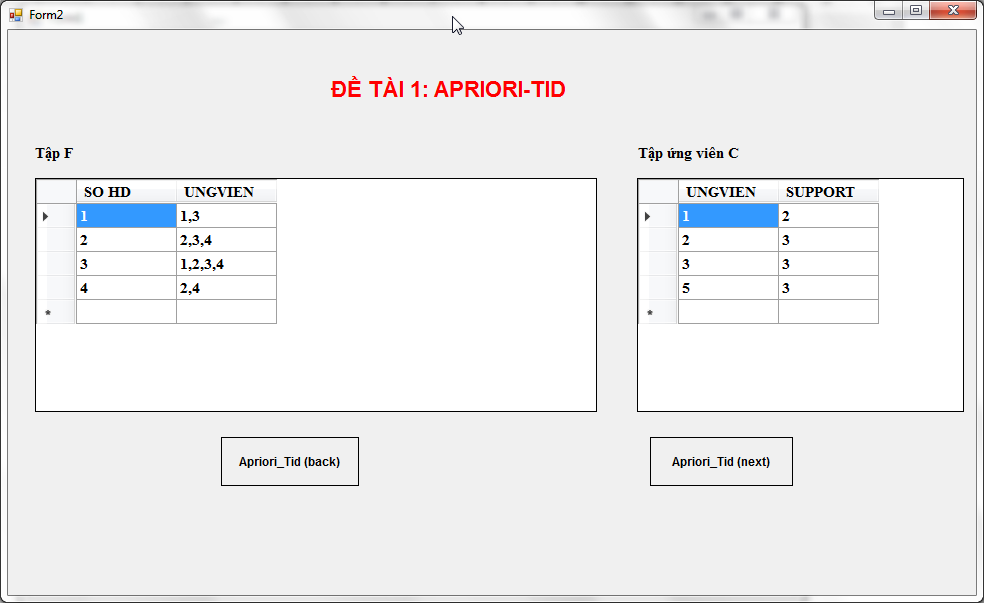 Form2
ĐỀ TÀI 1: APRIORI-TID
Tập F
Tập ứng viên C
SO HD UNGVIEN
1 1,3
2 2,3,4
3 1,2,3,4
4 2,4
*
UNGVIEN SUPPORT
1 2
2 3
3 3
5 3
*
Apriori_Tid (back)
Apriori_Tid (next)